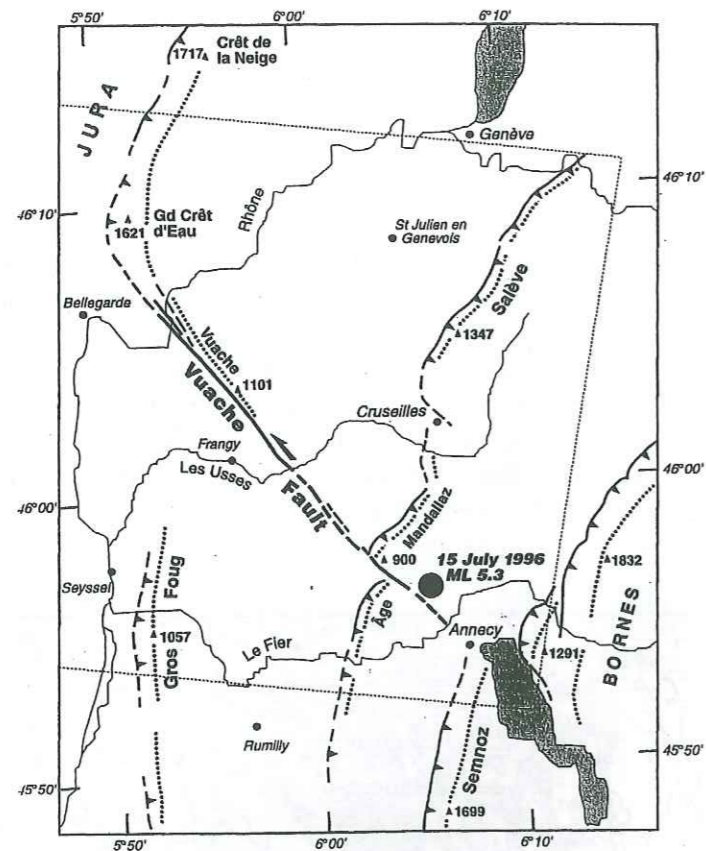 5°50'
6°00'
6°10'
Crêt de
la Neige
1717
JURA
Genève
46°10'
46°10'
Gd Crêt
d'Eau
1621
Rhône
St Julien en
Genevois
Salève
1347
Bellegarde
Vuache
1101
Vuache
Fault
Cruseilles
Frangy
Les Usses
46°00'
46°00'
Mandallaz
900
15 July 1996
ML 5.3
1832
Seyssel
Foug
Gros
1057
Âge
Le Fier
Annecy
1291
BORNES
Rumilly
Semnoz
1699
45°50'
45°50'
5°50'
6°00'
6°10'